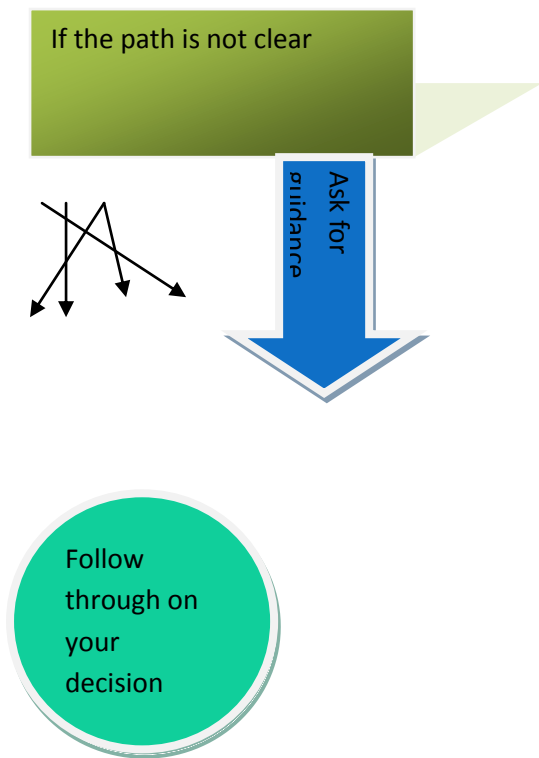 If the path is not clear
Ask for
guidance
Follow
through on
your
decision